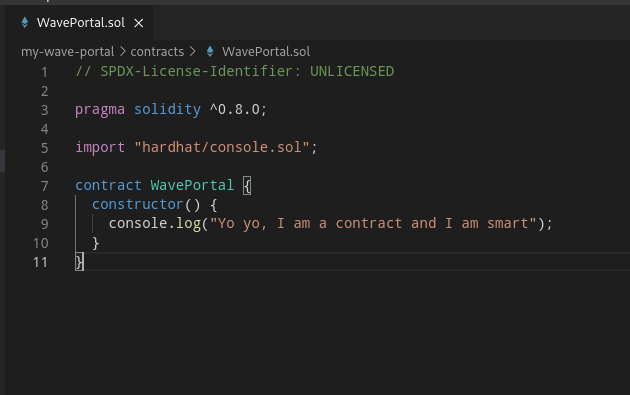 WavePortal.sol ×
my-wave-portal > contracts > WavePortal.sol
1 // SPDX-License-Identifier: UNLICENSED
2
3 pragma solidity ^0.8.0;
4
5 import "hardhat/console.sol";
6
7 contract WavePortal {
8 constructor() {
9 console.log("Yo yo, I am a contract and I am smart");
10 }
11 }